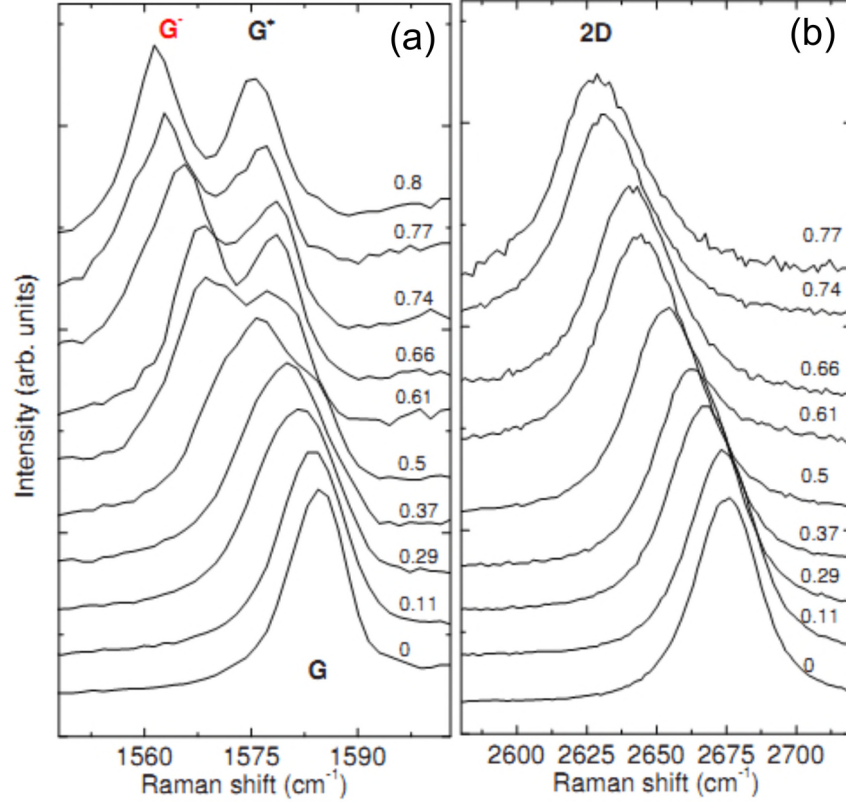 G⁻ G⁺ (a)
0.8
0.77
0.74
0.66
0.61
0.5
0.37
0.29
0.11
0
G
Intensity (arb. units)
1560 1575 1590
Raman shift (cm⁻¹)
2D (b)
0.77
0.74
0.66
0.61
0.5
0.37
0.29
0.11
0
2600 2625 2650 2675 2700
Raman shift (cm⁻¹)